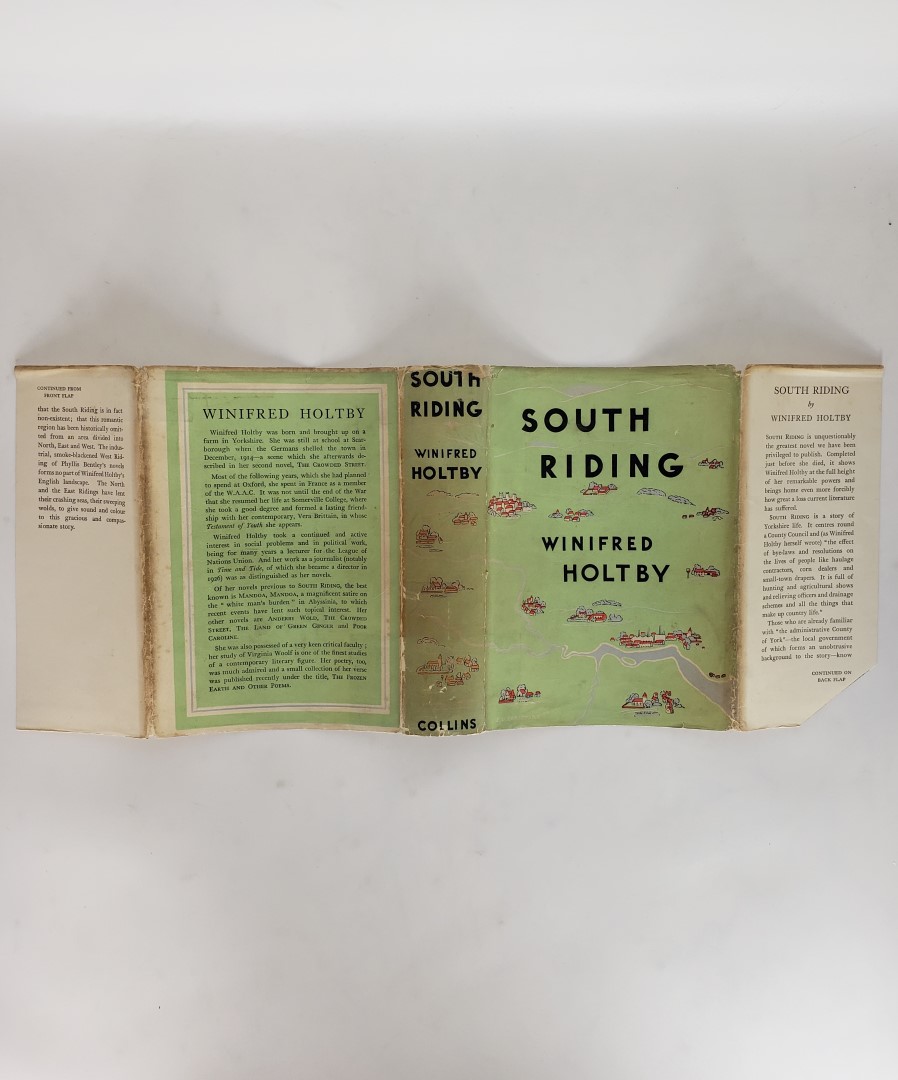 CONTINUED FROM
FRONT FLAP
that the South Riding is in fact
non-existent; that this romantic
region has been historically omit-
ted from an area divided into
North, East and West. The indus-
trial, smoke-blackened West Rid-
ing of Phyllis Bentley's novels
forms no part of Winifred Holtby's
English landscape. The North
and the East Ridings have lent
their crashing seas, their sweeping
wolds, to give sound and colour
to this gracious and compas-
sionate story.
WINIFRED HOLTBY
Winifred Holtby was born and brought up on a
farm in Yorkshire. She was still at school at Scar-
borough when the Germans shelled the town in
December, 1914—a scene which she afterwards de-
scribed in her second novel, THE CROWDED STREET.
Most of the following years, which she had planned
to spend at Oxford, she spent in France as a member
of the W.A.A.C. It was not until the end of the War
that she resumed her life at Somerville College, where
she took a good degree and formed a lasting friend-
ship with her contemporary, Vera Brittain, in whose
Testament of Youth she appears.
Winifred Holtby took a continued and active
interest in social problems and in political work,
being for many years a lecturer for the League of
Nations Union. And her work as a journalist (notably
in Time and Tide, of which she became a director in
1926) was as distinguished as her novels.
Of her novels previous to SOUTH RIDING, the best
known is MANDOA, MANDOA, a magnificent satire on
the "white man's burden" in Abyssinia, to which
recent events have lent such topical interest. Her
other novels are ANDERBY WOLD, THE CROWDED
STREET, THE LAND OF GREEN GINGER and POOR
CAROLINE.
She was also possessed of a very keen critical faculty;
her study of Virginia Woolf is one of the finest studies
of a contemporary literary figure. Her poetry, too,
was much admired and a small collection of her verse
was published recently under the title, THE FROZEN
EARTH AND OTHER POEMS.
SOUTH
RIDING
WINIFRED
HOLTBY
COLLINS
SOUTH
RIDING
WINIFRED
HOLTBY
SOUTH RIDING
by
WINIFRED HOLTBY
SOUTH RIDING is unquestionably
the greatest novel we have been
privileged to publish. Completed
just before she died, it shows
Winifred Holtby at the full height
of her remarkable powers and
brings home even more forcibly
how great a loss current literature
has suffered.
SOUTH RIDING is a story of
Yorkshire life. It centres round
a County Council and (as Winifred
Holtby herself wrote) "the effect
of bye-laws and resolutions on
the lives of people like haulage
contractors, corn dealers and
small-town drapers. It is full of
hunting and agricultural shows
and relieving officers and drainage
schemes and all the things that
make up country life."
Those who are already familiar
with "the administrative County
of York"—the local government
of which forms an unobtrusive
background to the story—know
CONTINUED ON
BACK FLAP